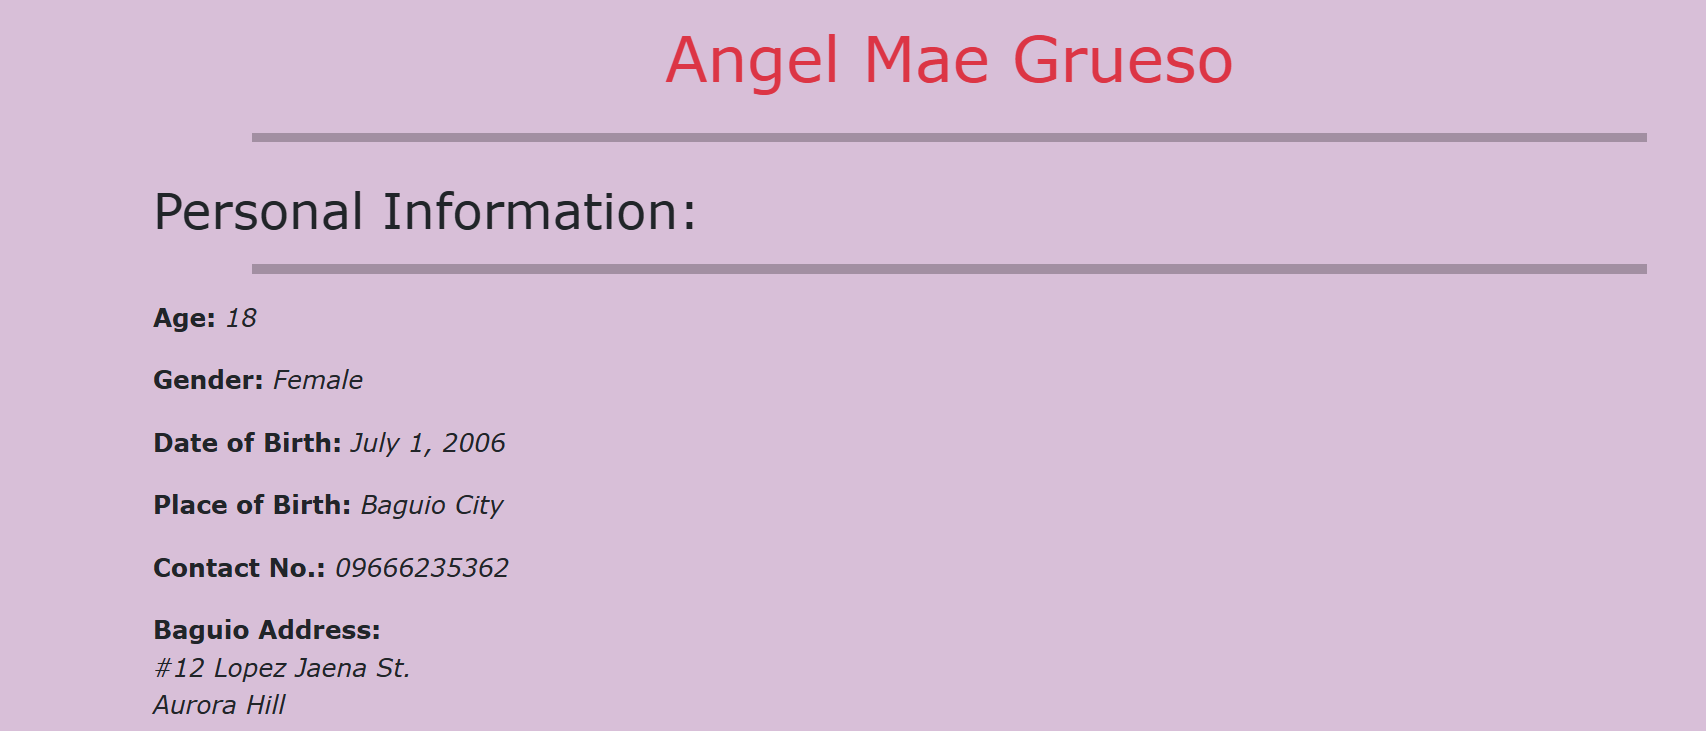 Angel Mae Grueso
Personal Information:
Age: 18
Gender: Female
Date of Birth: July 1, 2006
Place of Birth: Baguio City
Contact No.: 09666235362
Baguio Address:
#12 Lopez Jaena St.
Aurora Hill